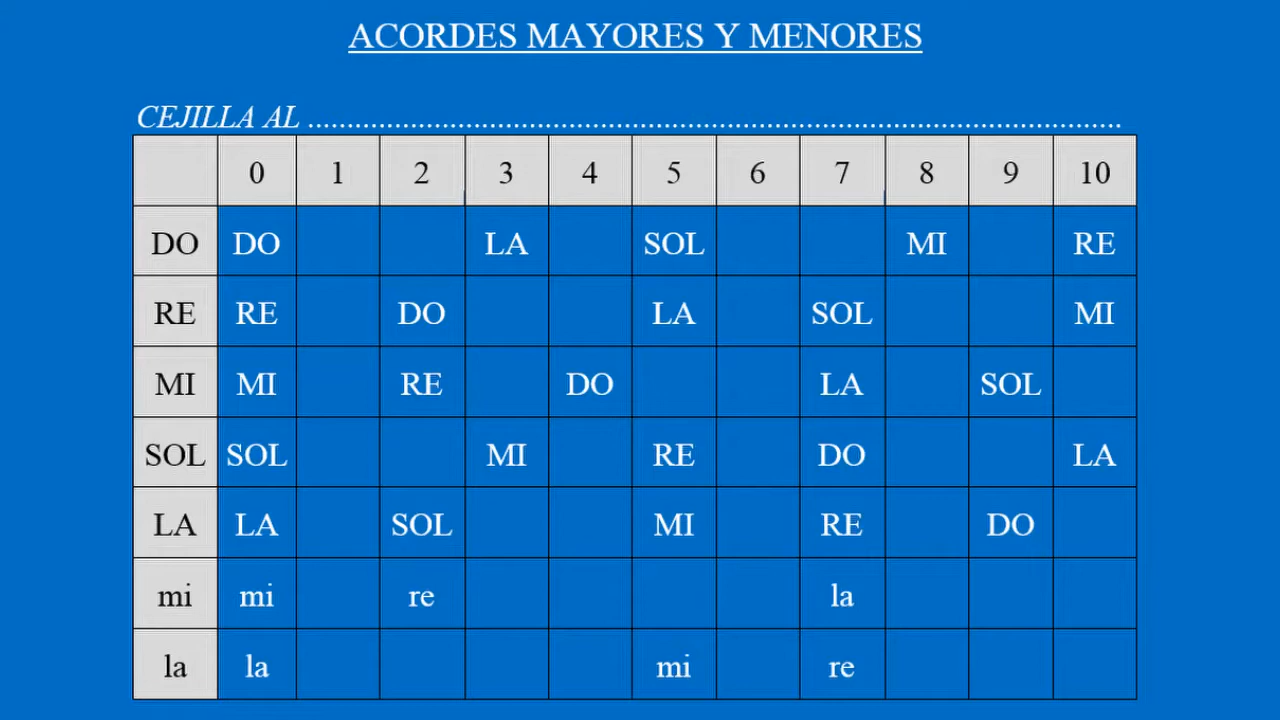 ACORDES MAYORES Y MENORES
CEJILLA AL ........................................................................................................
0 1 2 3 4 5 6 7 8 9 10
DO DO LA SOL MI RE
RE RE DO LA SOL MI
MI MI RE DO LA SOL
SOL SOL MI RE DO LA
LA LA SOL MI RE DO
mi mi re la
la la mi re